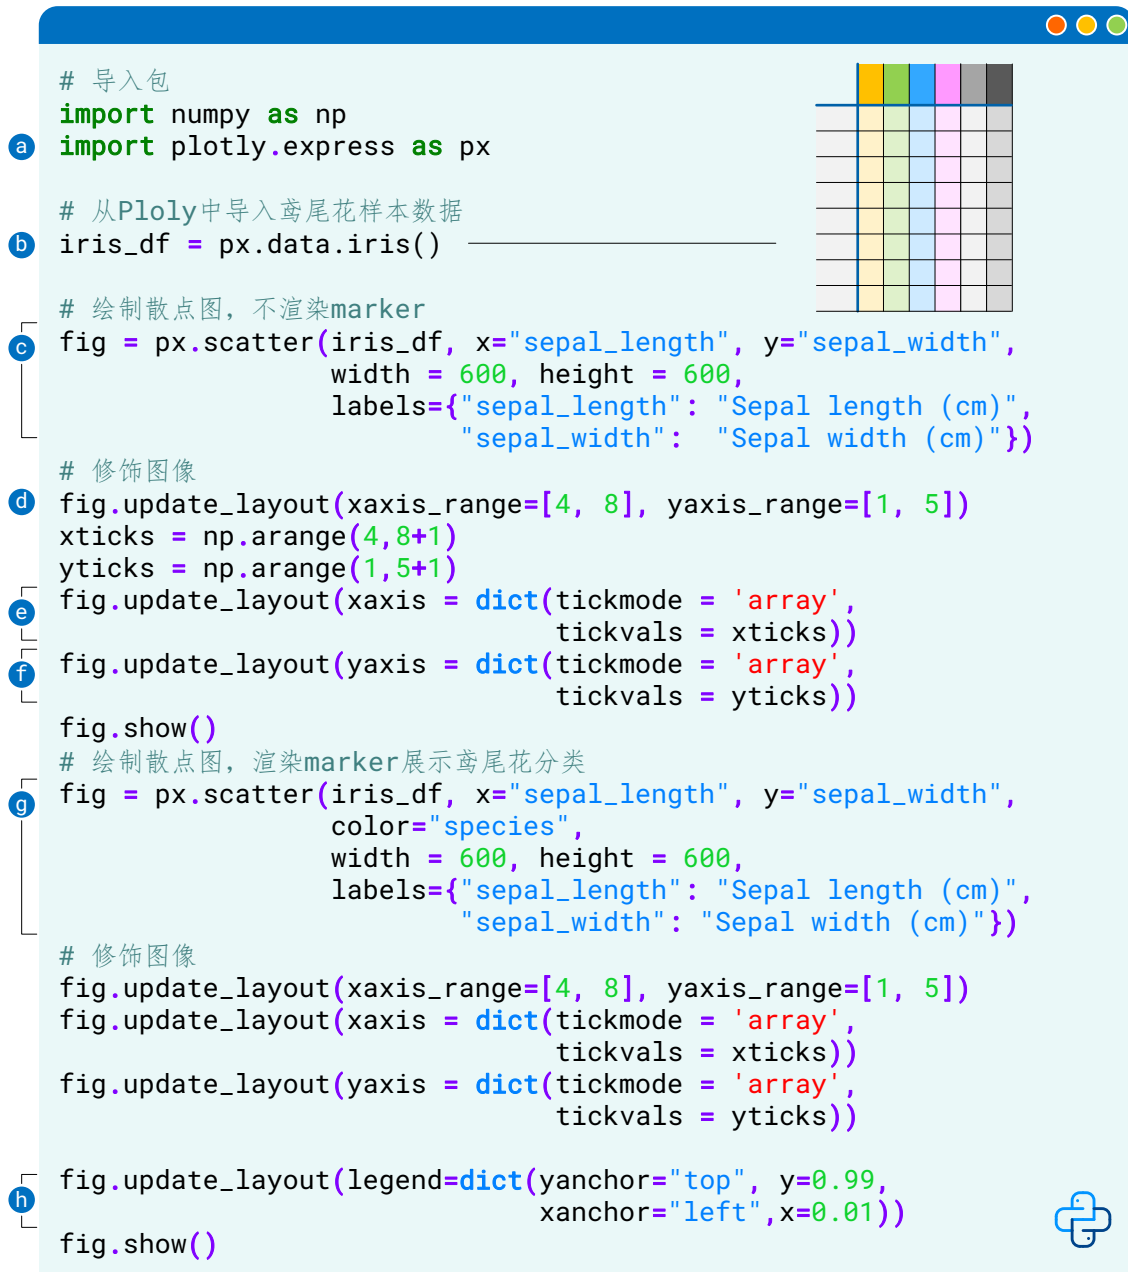 # 导入包
import numpy as np
a import plotly.express as px
# 从Ploly中导入鸢尾花样本数据
b iris_df = px.data.iris()
# 绘制散点图，不渲染marker
c fig = px.scatter(iris_df, x="sepal_length", y="sepal_width",
width = 600, height = 600,
labels={"sepal_length": "Sepal length (cm)",
"sepal_width":  "Sepal width (cm)"})
# 修饰图像
d fig.update_layout(xaxis_range=[4, 8], yaxis_range=[1, 5])
xticks = np.arange(4,8+1)
yticks = np.arange(1,5+1)
e fig.update_layout(xaxis = dict(tickmode = 'array',
tickvals = xticks))
f fig.update_layout(yaxis = dict(tickmode = 'array',
tickvals = yticks))
fig.show()
# 绘制散点图，渲染marker展示鸢尾花分类
g fig = px.scatter(iris_df, x="sepal_length", y="sepal_width",
color="species",
width = 600, height = 600,
labels={"sepal_length": "Sepal length (cm)",
"sepal_width": "Sepal width (cm)"})
# 修饰图像
fig.update_layout(xaxis_range=[4, 8], yaxis_range=[1, 5])
fig.update_layout(xaxis = dict(tickmode = 'array',
tickvals = xticks))
fig.update_layout(yaxis = dict(tickmode = 'array',
tickvals = yticks))
h fig.update_layout(legend=dict(yanchor="top", y=0.99,
xanchor="left",x=0.01))
fig.show()